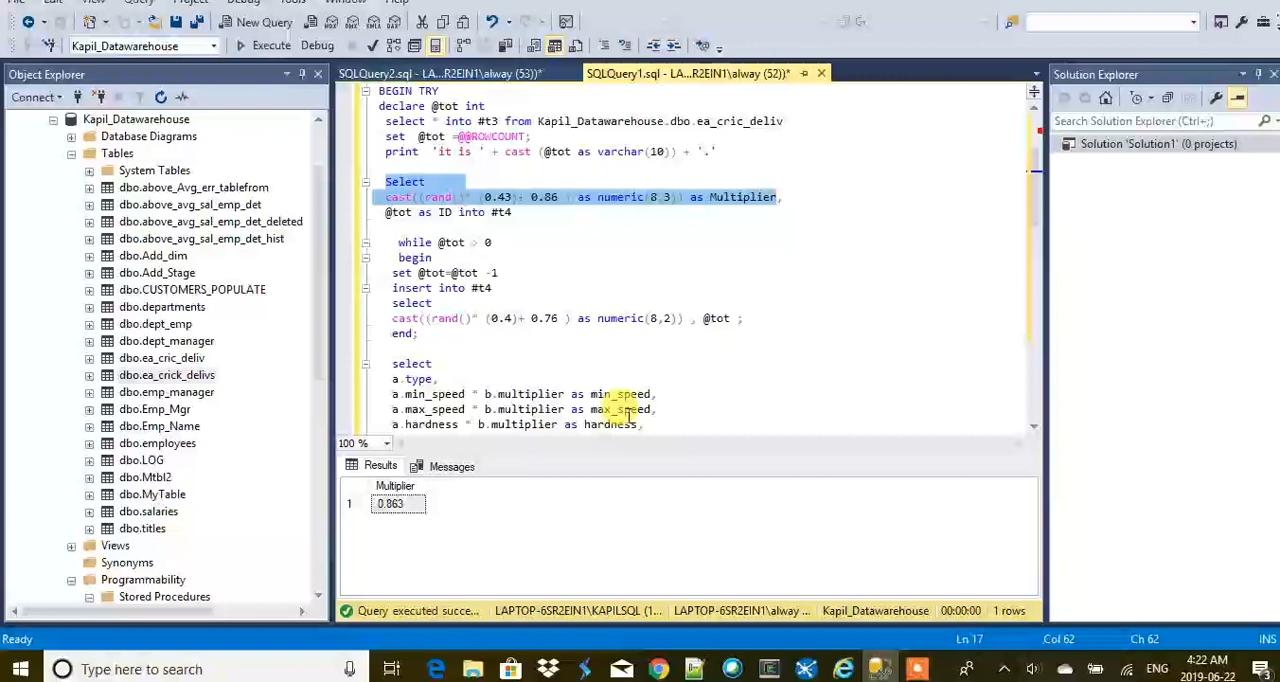 New Query
Kapil_Datawarehouse
Execute
Debug
Object Explorer
SQLQuery2.sql - LA...R2EIN1\alway (53))*
SQLQuery1.sql - LA...R2EIN1\alway (52))*
Solution Explorer
Connect
Search Solution Explorer (Ctrl+;)
Solution 'Solution1' (0 projects)
Kapil_Datawarehouse
Database Diagrams
Tables
System Tables
dbo.above_Avg_err_tablefrom
dbo.above_avg_sal_emp_det
dbo.above_avg_sal_emp_det_deleted
dbo.above_avg_sal_emp_det_hist
dbo.Add_dim
dbo.Add_Stage
dbo.CUSTOMERS_POPULATE
dbo.departments
dbo.dept_emp
dbo.dept_manager
dbo.ea_cric_deliv
dbo.ea_crick_delivs
dbo.emp_manager
dbo.Emp_Mgr
dbo.Emp_Name
dbo.employees
dbo.LOG
dbo.Mtbl2
dbo.MyTable
dbo.salaries
dbo.titles
Views
Synonyms
Programmability
Stored Procedures
BEGIN TRY
declare @tot int
select * into #t3 from Kapil_Datawarehouse.dbo.ea_cric_deliv
set @tot =@@ROWCOUNT;
print 'it is ' + cast (@tot as varchar(10)) + '.'
Select
cast((rand()* (0.43)+ 0.86 ) as numeric(8,3)) as Multiplier,
@tot as ID into #t4
while @tot > 0
begin
set @tot=@tot -1
insert into #t4
select
cast((rand()* (0.4)+ 0.76 ) as numeric(8,2)) , @tot ;
end;
select
a.type,
a.min_speed * b.multiplier as min_speed,
a.max_speed * b.multiplier as max_speed,
a.hardness * b.multiplier as hardness,
100 %
Results
Messages
Multiplier
1
0.863
Query executed succe...
LAPTOP-6SR2EIN1\KAPILSQL (1...
LAPTOP-6SR2EIN1\alway ...
Kapil_Datawarehouse
00:00:00
1 rows
Ready
Ln 17
Col 62
Ch 62
INS
Type here to search
ENG
4:22 AM
2019-06-22